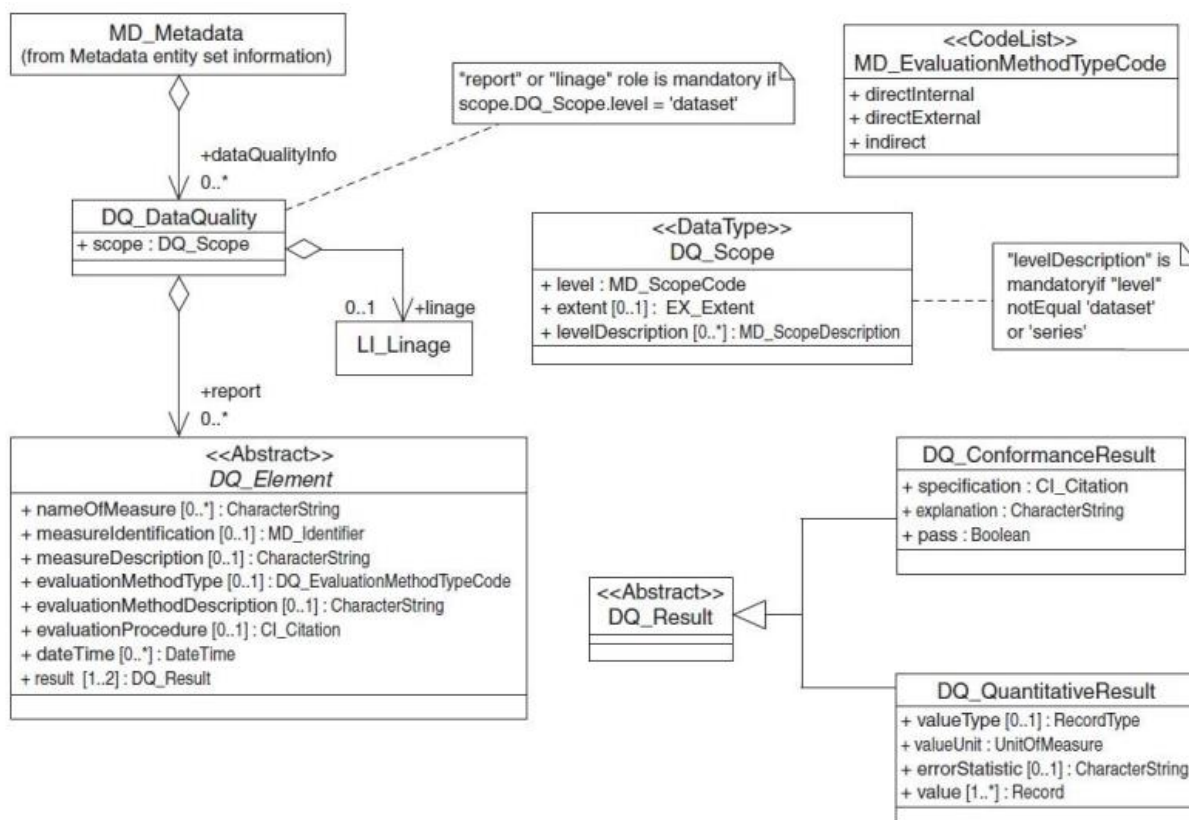 MD_Metadata
(from Metadata entity set information)
"report" or "linage" role is mandatory if
scope.DQ_Scope.level = 'dataset'
<<CodeList>>
MD_EvaluationMethodTypeCode
+ directInternal
+ directExternal
+ indirect
+dataQualityInfo
0..*
DQ_DataQuality
+ scope : DQ_Scope
0..1 +linage
LI_Linage
<<DataType>>
DQ_Scope
+ level : MD_ScopeCode
+ extent [0..1] : EX_Extent
+ levelDescription [0..*] : MD_ScopeDescription
"levelDescription" is
mandatoryif "level"
notEqual 'dataset'
or 'series'
+report
0..*
<<Abstract>>
DQ_Element
+ nameOfMeasure [0..*] : CharacterString
+ measureIdentification [0..1] : MD_Identifier
+ measureDescription [0..1] : CharacterString
+ evaluationMethodType [0..1] : DQ_EvaluationMethodTypeCode
+ evaluationMethodDescription [0..1] : CharacterString
+ evaluationProcedure [0..1] : CI_Citation
+ dateTime [0..*] : DateTime
+ result [1..2] : DQ_Result
<<Abstract>>
DQ_Result
DQ_ConformanceResult
+ specification : CI_Citation
+ explanation : CharacterString
+ pass : Boolean
DQ_QuantitativeResult
+ valueType [0..1] : RecordType
+ valueUnit : UnitOfMeasure
+ errorStatistic [0..1] : CharacterString
+ value [1..*] : Record